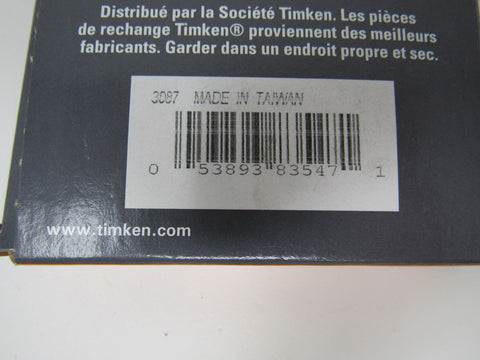 Distribué par la Société Timken. Les pièces
de rechange Timken® proviennent des meilleurs
fabricants. Garder dans un endroit propre et sec.
3087 MADE IN TAIWAN
0 53893 83547 1
www.timken.com